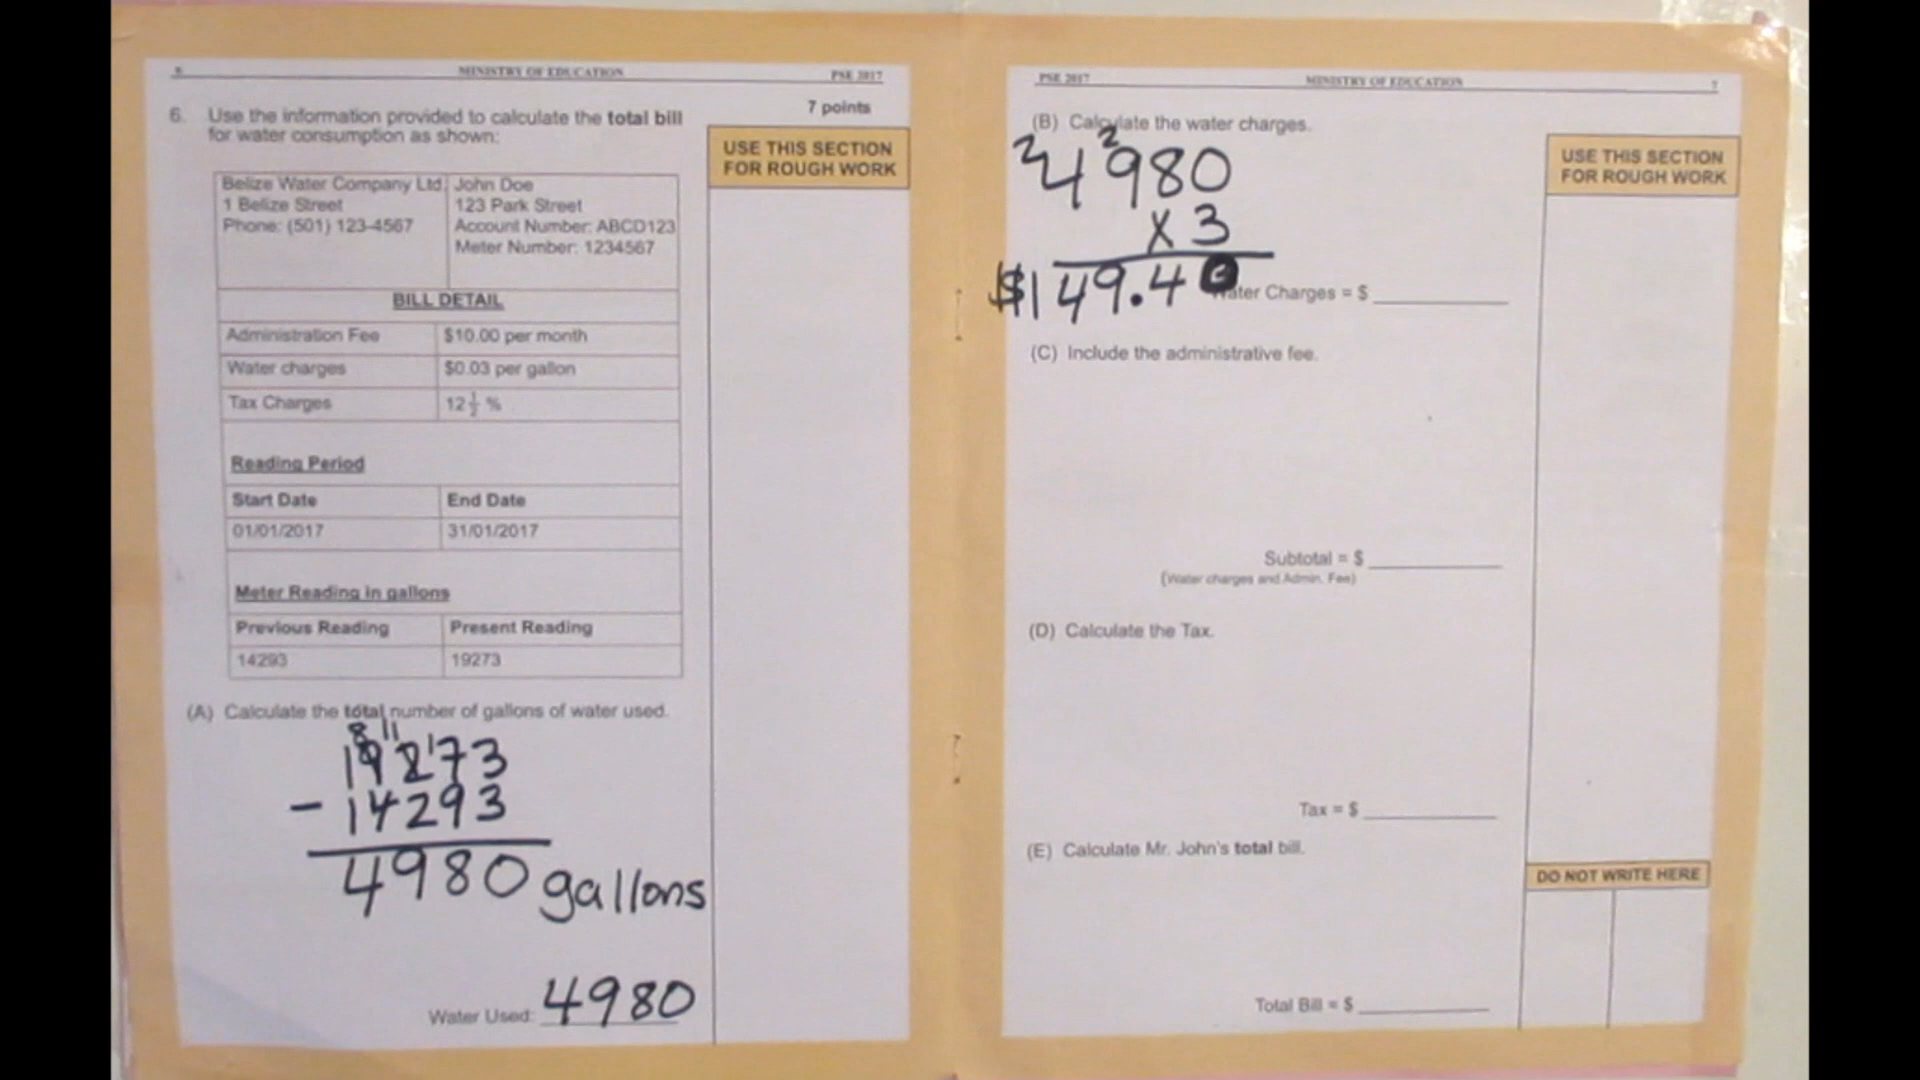 6 MINISTRY OF EDUCATION PSE 2017
7 points
6. Use the information provided to calculate the total bill
for water consumption as shown:
USE THIS SECTION
FOR ROUGH WORK
Belize Water Company Ltd. John Doe
1 Belize Street 123 Park Street
Phone: (501) 123-4567 Account Number: ABCD123
Meter Number: 1234567
BILL DETAIL
Administration Fee $10.00 per month
Water charges $0.03 per gallon
Tax Charges 12 1/2 %
Reading Period
Start Date End Date
01/01/2017 31/01/2017
Meter Reading in gallons
Previous Reading Present Reading
14293 19273
(A) Calculate the total number of gallons of water used.
8 11 1
19273
- 14293
4980 gallons
Water Used: 4980
PSE 2017 MINISTRY OF EDUCATION 7
(B) Calculate the water charges.
USE THIS SECTION
FOR ROUGH WORK
2 2
4980
X 3
$149.40
Water Charges = $
(C) Include the administrative fee.
Subtotal = $
(Water charges and Admin. Fee)
(D) Calculate the Tax.
Tax = $
(E) Calculate Mr. John's total bill.
DO NOT WRITE HERE
Total Bill = $